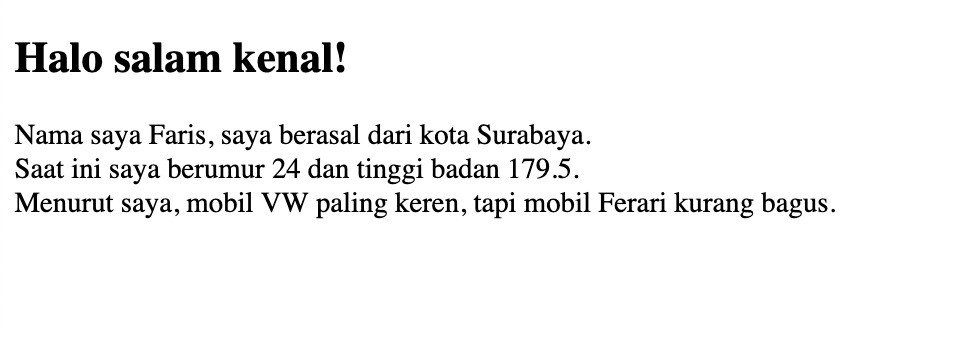 Halo salam kenal!
Nama saya Faris, saya berasal dari kota Surabaya.
Saat ini saya berumur 24 dan tinggi badan 179.5.
Menurut saya, mobil VW paling keren, tapi mobil Ferari kurang bagus.